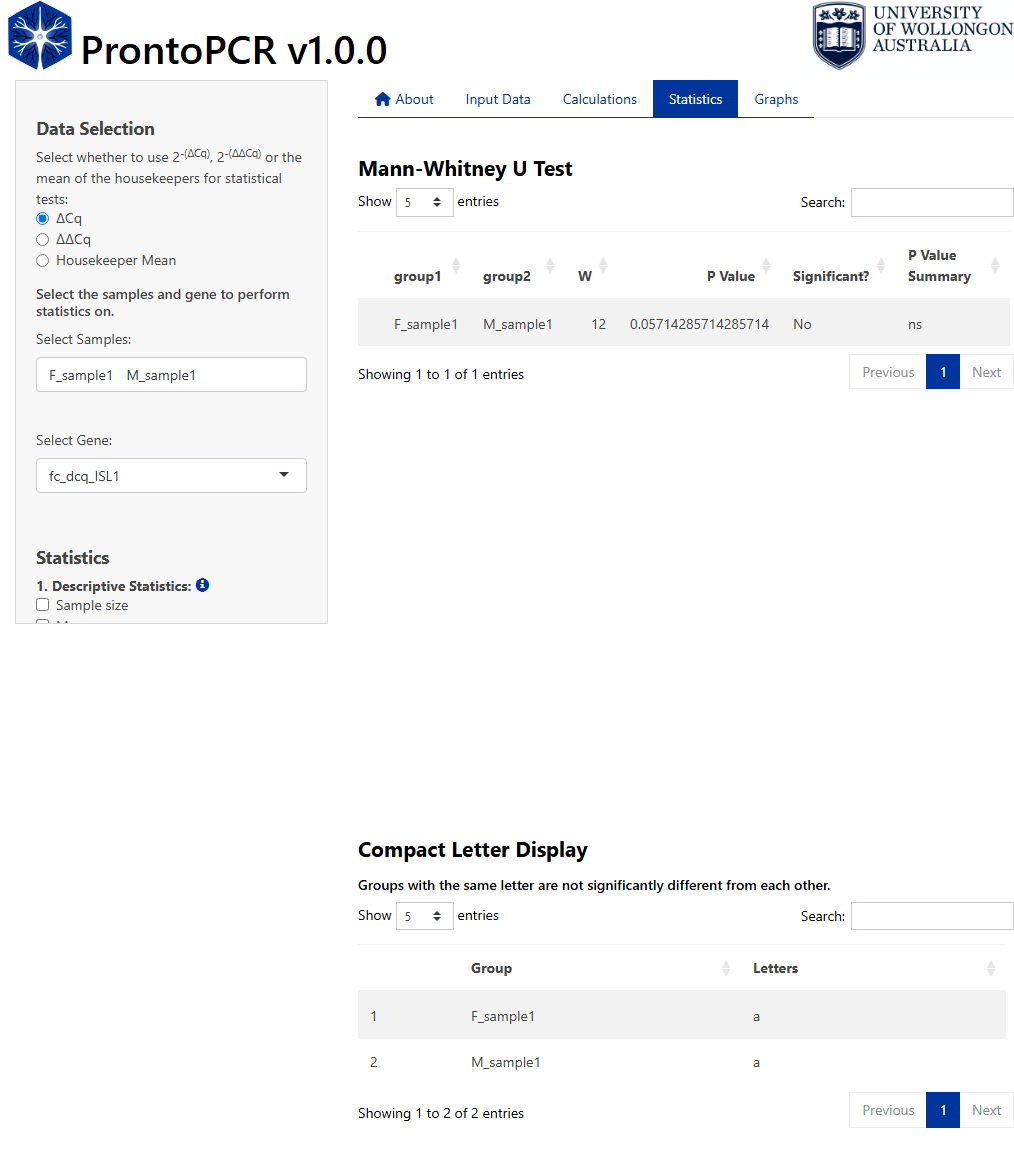 ProntoPCR v1.0.0
UNIVERSITY
OF WOLLONGONG
AUSTRALIA
About Input Data Calculations Statistics Graphs
Data Selection
Select whether to use 2-(ΔCq), 2-(ΔΔCq) or the
mean of the housekeepers for statistical
tests:
ΔCq
ΔΔCq
Housekeeper Mean
Select the samples and gene to perform
statistics on.
Select Samples:
F_sample1 M_sample1
Select Gene:
fc_dcq_ISL1
Statistics
1. Descriptive Statistics:
Sample size
Mann-Whitney U Test
Show 5 entries Search:
group1 group2 W P Value Significant? P Value Summary
F_sample1 M_sample1 12 0.05714285714285714 No ns
Showing 1 to 1 of 1 entries Previous 1 Next
Compact Letter Display
Groups with the same letter are not significantly different from each other.
Show 5 entries Search:
Group Letters
1 F_sample1 a
2 M_sample1 a
Showing 1 to 2 of 2 entries Previous 1 Next